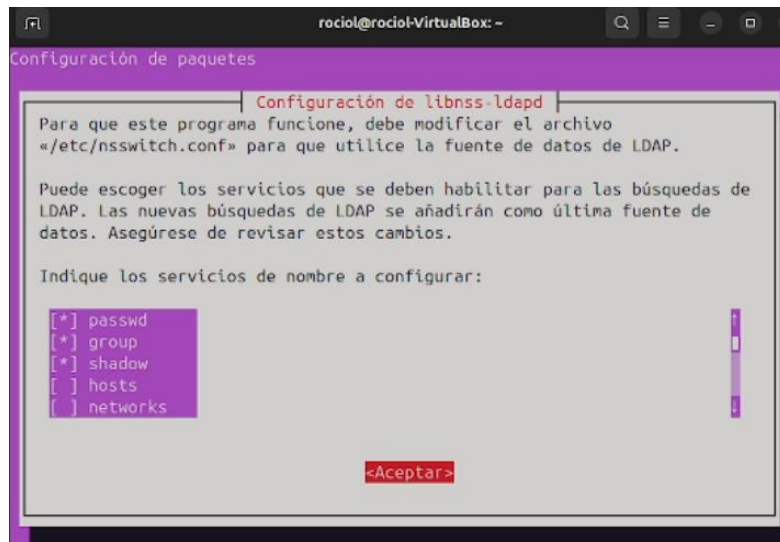 rociol@rociol-VirtualBox: ~
Configuración de paquetes
Configuración de libnss-ldapd
Para que este programa funcione, debe modificar el archivo
«/etc/nsswitch.conf» para que utilice la fuente de datos de LDAP.
Puede escoger los servicios que se deben habilitar para las búsquedas de
LDAP. Las nuevas búsquedas de LDAP se añadirán como última fuente de
datos. Asegúrese de revisar estos cambios.
Indique los servicios de nombre a configurar:
[*] passwd
[*] group
[*] shadow
[ ] hosts
[ ] networks
<Aceptar>